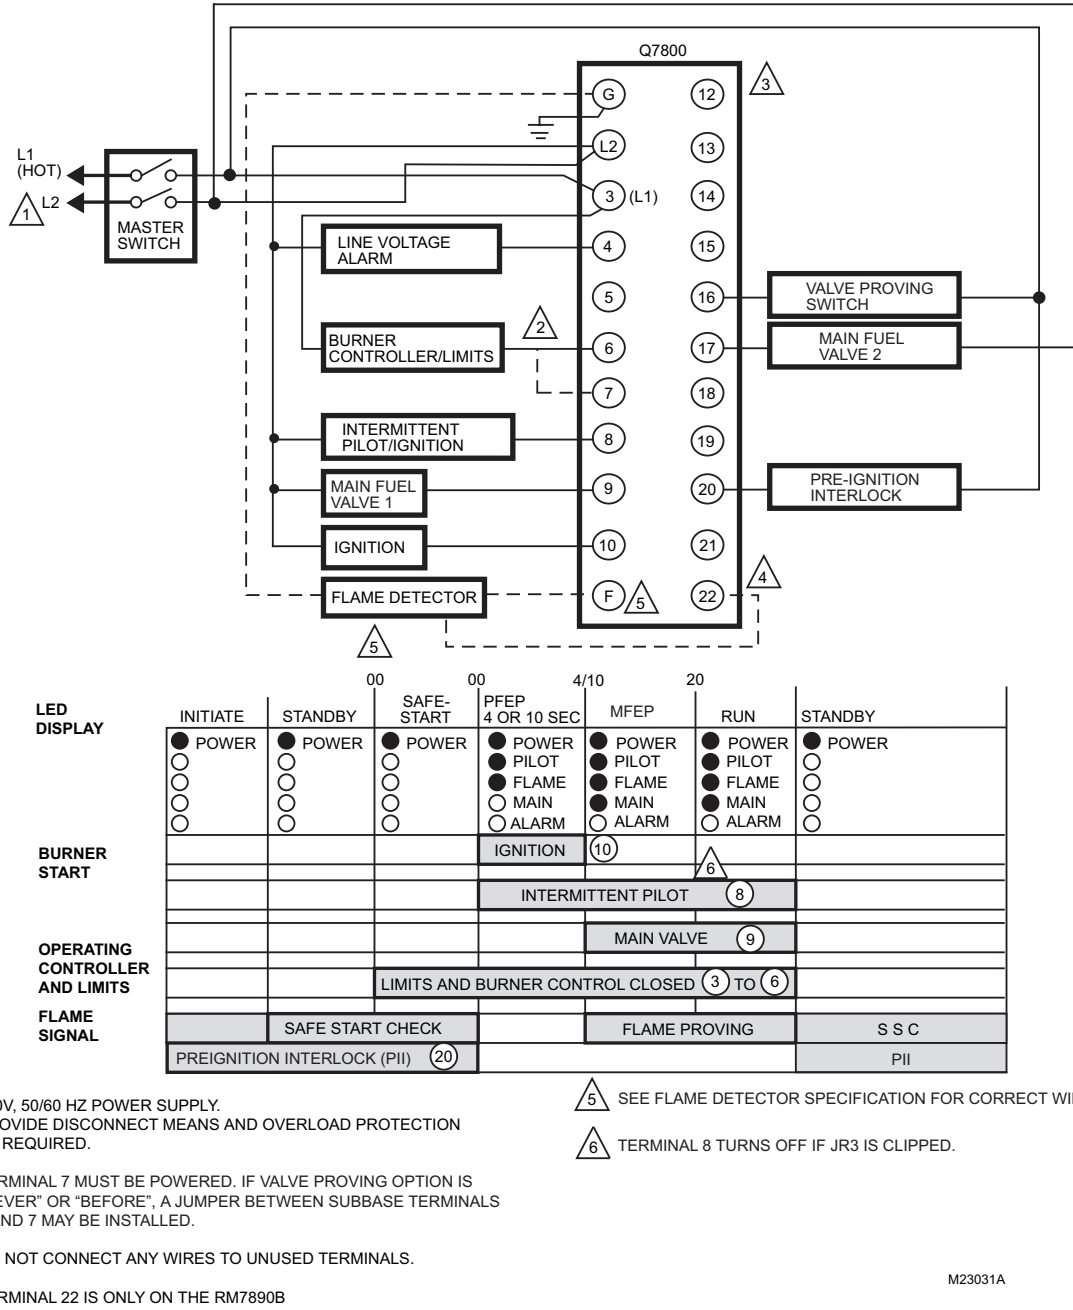 Q7800
G
12
3
L2
13
L1
(HOT)
3
(L1)
14
1
L2
MASTER
SWITCH
LINE VOLTAGE
ALARM
4
15
5
16
VALVE PROVING
SWITCH
2
BURNER
CONTROLLER/LIMITS
6
17
MAIN FUEL
VALVE 2
7
18
INTERMITTENT
PILOT/IGNITION
8
19
MAIN FUEL
VALVE 1
9
20
PRE-IGNITION
INTERLOCK
IGNITION
10
21
4
FLAME DETECTOR
F
5
22
5
00
00
4/10
20
LED
DISPLAY
INITIATE
STANDBY
SAFE-
START
PFEP
4 OR 10 SEC
MFEP
RUN
STANDBY
POWER
POWER
POWER
POWER
PILOT
FLAME
MAIN
ALARM
POWER
PILOT
FLAME
MAIN
ALARM
POWER
PILOT
FLAME
MAIN
ALARM
POWER
BURNER
START
IGNITION
10
6
INTERMITTENT PILOT
8
OPERATING
CONTROLLER
AND LIMITS
MAIN VALVE
9
LIMITS AND BURNER CONTROL CLOSED 3 TO 6
FLAME
SIGNAL
SAFE START CHECK
FLAME PROVING
S S C
PREIGNITION INTERLOCK (PII) 20
PII
0V, 50/60 HZ POWER SUPPLY.
OVIDE DISCONNECT MEANS AND OVERLOAD PROTECTION
REQUIRED.
ERMINAL 7 MUST BE POWERED. IF VALVE PROVING OPTION IS
EVER” OR “BEFORE”, A JUMPER BETWEEN SUBBASE TERMINALS
ND 7 MAY BE INSTALLED.
NOT CONNECT ANY WIRES TO UNUSED TERMINALS.
RMINAL 22 IS ONLY ON THE RM7890B
5 SEE FLAME DETECTOR SPECIFICATION FOR CORRECT WI
6 TERMINAL 8 TURNS OFF IF JR3 IS CLIPPED.
M23031A